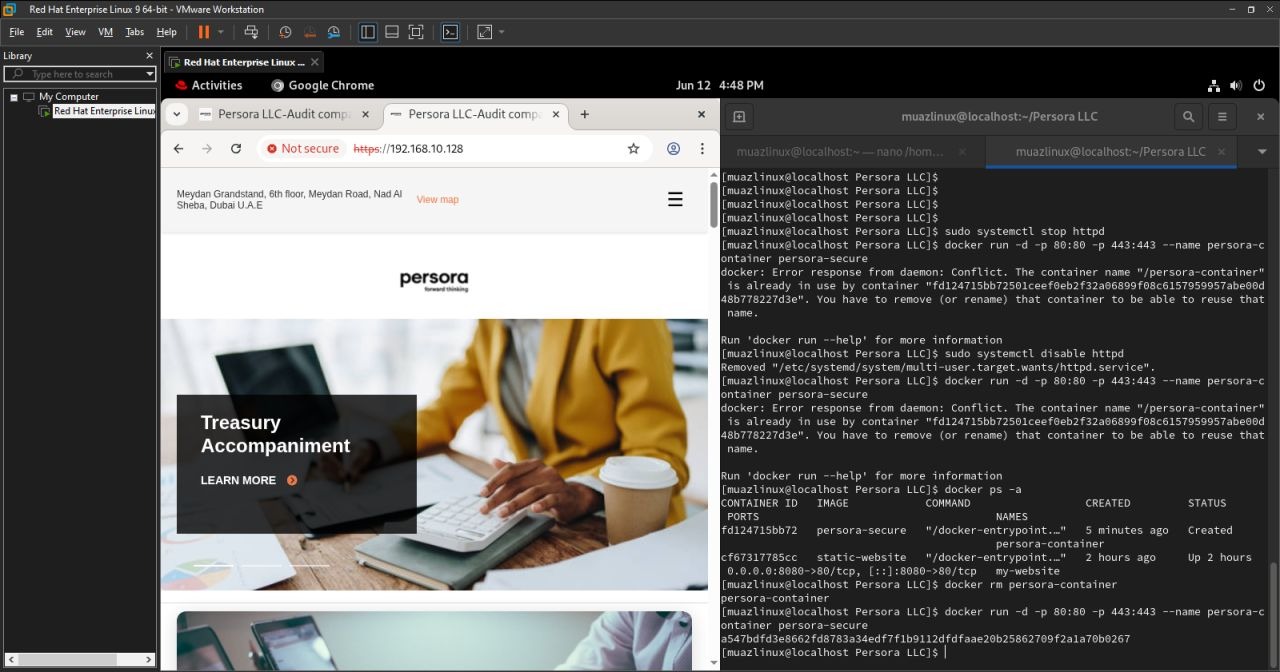 Red Hat Enterprise Linux 9 64-bit - VMware Workstation
File Edit View VM Tabs Help
Library
Type here to search
My Computer
Red Hat Enterprise Linux
Red Hat Enterprise Linux ...
Activities Google Chrome Jun 12 4:48 PM
Persora LLC-Audit comp
Persora LLC-Audit comp
Not secure https://192.168.10.128
Meydan Grandstand, 6th floor, Meydan Road, Nad Al
Sheba, Dubai U.A.E
View map
persora
forward thinking
Treasury
Accompaniment
LEARN MORE
muazlinux@localhost:~/Persora LLC
muazlinux@localhost:~ — nano /hom...
muazlinux@localhost:~/Persora LLC
[muazlinux@localhost Persora LLC]$
[muazlinux@localhost Persora LLC]$
[muazlinux@localhost Persora LLC]$
[muazlinux@localhost Persora LLC]$
[muazlinux@localhost Persora LLC]$ sudo systemctl stop httpd
[muazlinux@localhost Persora LLC]$ docker run -d -p 80:80 -p 443:443 --name persora-c
ontainer persora-secure
docker: Error response from daemon: Conflict. The container name "/persora-container"
is already in use by container "fd124715bb72501ceef0eb2f32a06899f08c6157959957abe00d
48b778227d3e". You have to remove (or rename) that container to be able to reuse that
name.
Run 'docker run --help' for more information
[muazlinux@localhost Persora LLC]$ sudo systemctl disable httpd
Removed "/etc/systemd/system/multi-user.target.wants/httpd.service".
[muazlinux@localhost Persora LLC]$ docker run -d -p 80:80 -p 443:443 --name persora-c
ontainer persora-secure
docker: Error response from daemon: Conflict. The container name "/persora-container"
is already in use by container "fd124715bb72501ceef0eb2f32a06899f08c6157959957abe00d
48b778227d3e". You have to remove (or rename) that container to be able to reuse that
name.
Run 'docker run --help' for more information
[muazlinux@localhost Persora LLC]$ docker ps -a
CONTAINER ID IMAGE COMMAND CREATED STATUS
PORTS NAMES
fd124715bb72 persora-secure "/docker-entrypoint.…" 5 minutes ago Created
persora-container
cf67317785cc static-website "/docker-entrypoint.…" 2 hours ago Up 2 hours
0.0.0.0:8080->80/tcp, [::]:8080->80/tcp my-website
[muazlinux@localhost Persora LLC]$ docker rm persora-container
persora-container
[muazlinux@localhost Persora LLC]$ docker run -d -p 80:80 -p 443:443 --name persora-c
ontainer persora-secure
a547bdfd3e8662fd8783a34edf7f1b9112dfdfaae20b25862709f2a1a70b0267
[muazlinux@localhost Persora LLC]$